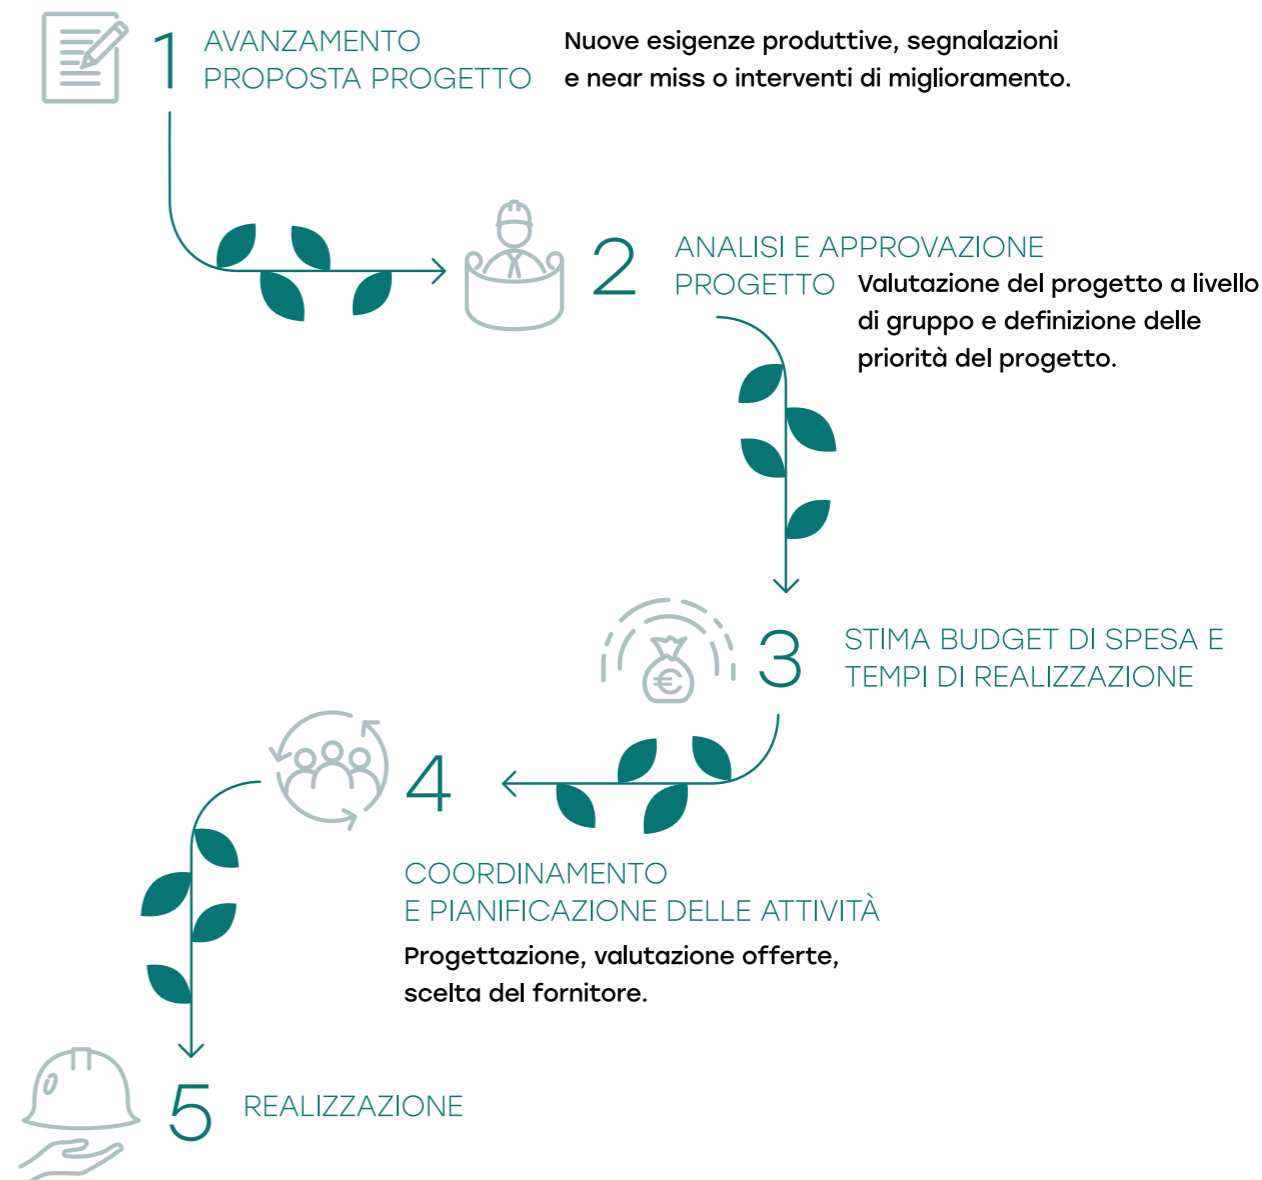 1
AVANZAMENTO
PROPOSTA PROGETTO
Nuove esigenze produttive, segnalazioni
e near miss o interventi di miglioramento.
2
ANALISI E APPROVAZIONE
PROGETTO
Valutazione del progetto a livello
di gruppo e definizione delle
priorità del progetto.
3
STIMA BUDGET DI SPESA E
TEMPI DI REALIZZAZIONE
€
4
COORDINAMENTO
E PIANIFICAZIONE DELLE ATTIVITÀ
Progettazione, valutazione offerte,
scelta del fornitore.
5
REALIZZAZIONE